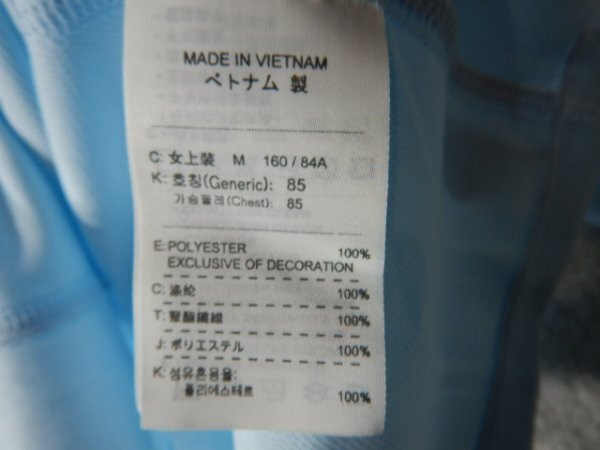 MADE IN VIETNAM
ベトナム 製
C: 女上装 M 160 / 84A
K: 호칭(Generic): 85
가슴둘레(Chest): 85
E: POLYESTER 100%
EXCLUSIVE OF DECORATION
C: 涤纶 100%
T: 聚酯纖維 100%
J: ポリエステル 100%
K: 섬유혼용율:
폴리에스테르 100%